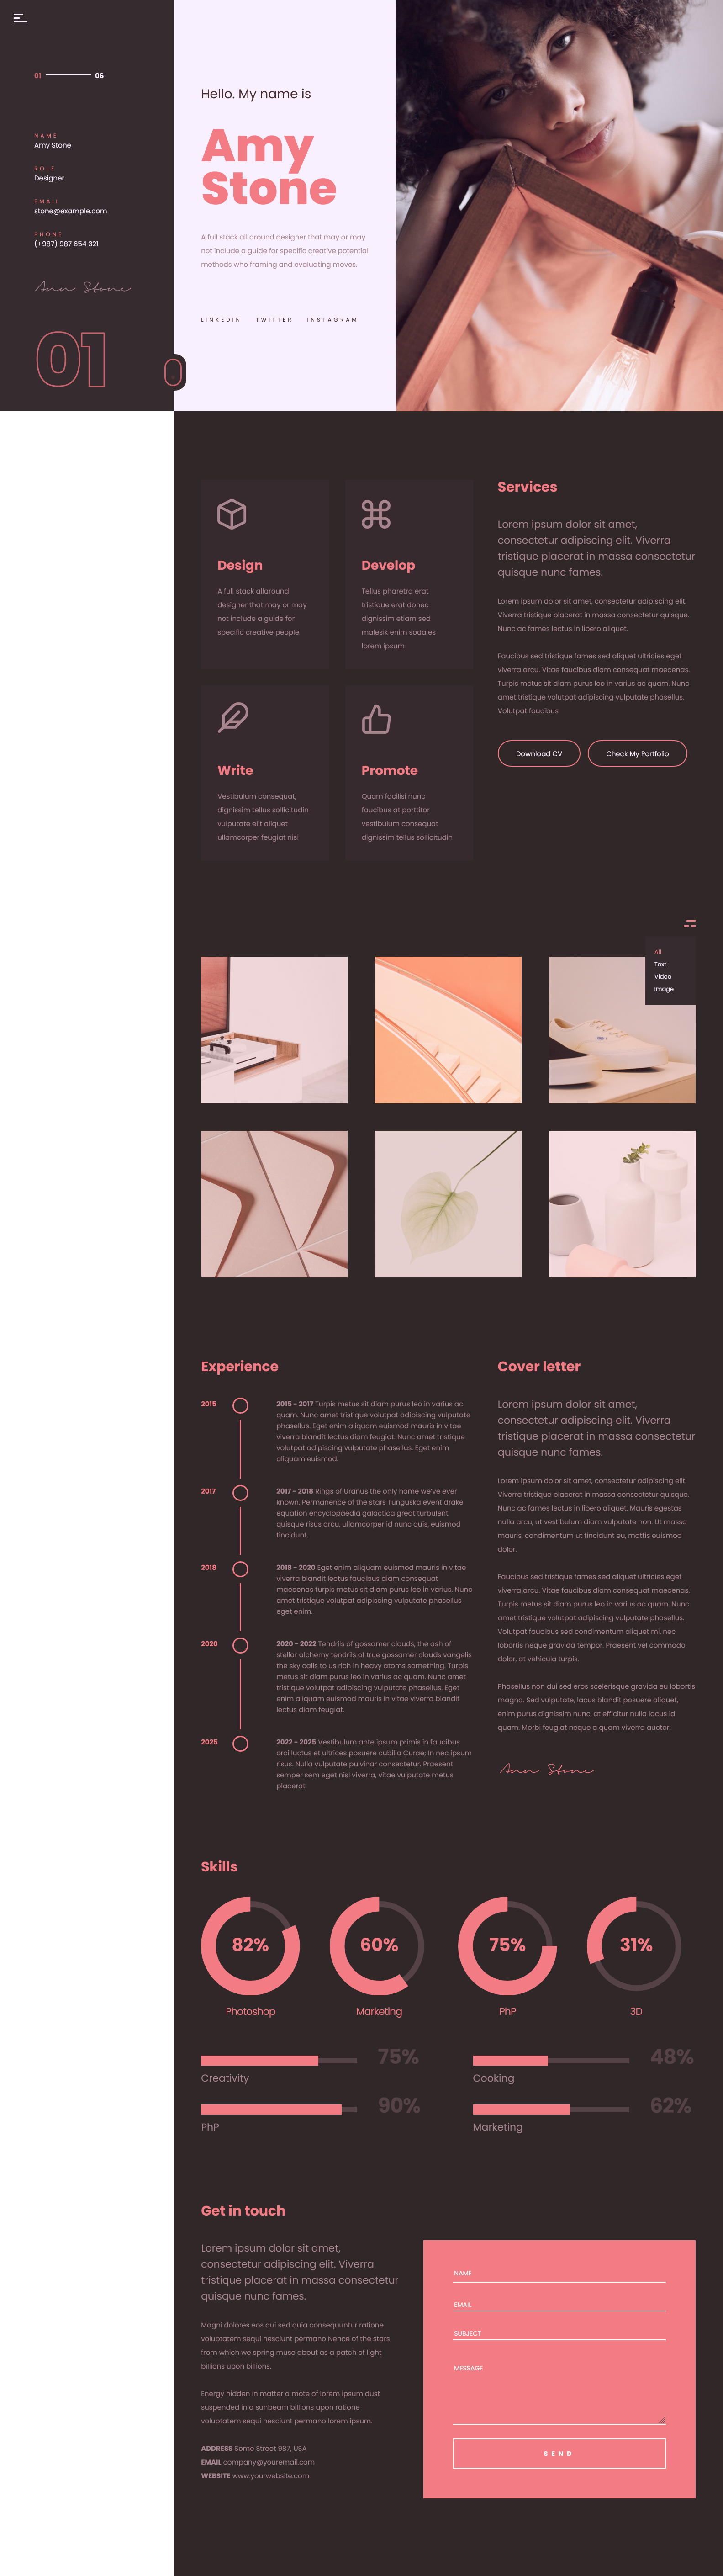 01 06
NAME
Amy Stone
ROLE
Designer
EMAIL
stone@example.com
PHONE
(+987) 987 654 321
Ann Stone
01
Hello. My name is
Amy
Stone
A full stack all around designer that may or may
not include a guide for specific creative potential
methods who framing and evaluating moves.
LINKEDIN TWITTER INSTAGRAM
Design
A full stack allaround
designer that may or may
not include a guide for
specific creative people
Develop
Tellus pharetra erat
tristique erat donec
dignissim etiam sed
malesik enim sodales
lorem ipsum
Write
Vestibulum consequat,
dignissim tellus sollicitudin
vulputate elit aliquet
ullamcorper feugiat nisl
Promote
Quam facilisi nunc
faucibus at porttitor
vestibulum consequat
dignissim tellus sollicitudin
Services
Lorem ipsum dolor sit amet,
consectetur adipiscing elit. Viverra
tristique placerat in massa consectetur
quisque nunc fames.
Lorem ipsum dolor sit amet, consectetur adipiscing elit.
Viverra tristique placerat in massa consectetur quisque.
Nunc ac fames lectus in libero aliquet.
Faucibus sed tristique fames sed aliquet ultricies eget
viverra arcu. Vitae faucibus diam consequat maecenas.
Turpis metus sit diam purus leo in varius ac quam. Nunc
amet tristique volutpat adipiscing vulputate phasellus.
Volutpat faucibus
Download CV
Check My Portfolio
All
Text
Video
Image
Experience
2015
2015 - 2017 Turpis metus sit diam purus leo in varius ac
quam. Nunc amet tristique volutpat adipiscing vulputate
phasellus. Eget enim aliquam euismod mauris in vitae
viverra blandit lectus diam feugiat. Nunc amet tristique
volutpat adipiscing vulputate phasellus. Eget enim
aliquam euismod.
2017
2017 - 2018 Rings of Uranus the only home we've ever
known. Permanence of the stars Tunguska event drake
equation encyclopaedia galactica great turbulent
quisque risus arcu, ullamcorper id nunc quis, euismod
tincidunt.
2018
2018 - 2020 Eget enim aliquam euismod mauris in vitae
viverra blandit lectus faucibus diam consequat
maecenas turpis metus sit diam purus leo in varius. Nunc
amet tristique volutpat adipiscing vulputate phasellus
eget enim.
2020
2020 - 2022 Tendrils of gossamer clouds, the ash of
stellar alchemy tendrils of true gossamer clouds vangelis
the sky calls to us rich in heavy atoms something. Turpis
metus sit diam purus leo in varius ac quam. Nunc amet
tristique volutpat adipiscing vulputate phasellus. Eget
enim aliquam euismod mauris in vitae viverra blandit
lectus diam feugiat.
2025
2022 - 2025 Vestibulum ante ipsum primis in faucibus
orci luctus et ultrices posuere cubilia Curae; In nec ipsum
risus. Nulla vulputate pulvinar consectetur. Praesent
semper sem eget nisl viverra, vitae vulputate metus
placerat.
Cover letter
Lorem ipsum dolor sit amet,
consectetur adipiscing elit. Viverra
tristique placerat in massa consectetur
quisque nunc fames.
Lorem ipsum dolor sit amet, consectetur adipiscing elit.
Viverra tristique placerat in massa consectetur quisque.
Nunc ac fames lectus in libero aliquet. Mauris egestas
nulla arcu, ut vestibulum diam vulputate non. Ut massa
mauris, condimentum ut tincidunt eu, mattis euismod
dolor.
Faucibus sed tristique fames sed aliquet ultricies eget
viverra arcu. Vitae faucibus diam consequat maecenas.
Turpis metus sit diam purus leo in varius ac quam. Nunc
amet tristique volutpat adipiscing vulputate phasellus.
Volutpat faucibus sed condimentum aliquet mi, nec
lobortis neque gravida tempor. Praesent vel commodo
dolor, at vehicula turpis.
Phasellus non dui sed eros scelerisque gravida eu lobortis
magna. Sed vulputate, lacus blandit posuere aliquet,
enim purus dignissim nunc, at efficitur nulla lacus id
quam. Morbi feugiat neque a quam viverra auctor.
Ann Stone
Skills
82% 60% 75% 31%
Photoshop Marketing PhP 3D
75%
Creativity
48%
Cooking
90%
PhP
62%
Marketing
Get in touch
Lorem ipsum dolor sit amet,
consectetur adipiscing elit. Viverra
tristique placerat in massa consectetur
quisque nunc fames.
Magni dolores eos qui sed quia consequuntur ratione
voluptatem sequi nesciunt permano Nence of the stars
from which we spring muse about as a patch of light
billions upon billions.
Energy hidden in matter a mote of lorem ipsum dust
suspended in a sunbeam billions upon ratione
voluptatem sequi nesciunt permano lorem ipsum.
ADDRESS Some Street 987, USA
EMAIL company@youremail.com
WEBSITE www.yourwebsite.com
NAME
EMAIL
SUBJECT
MESSAGE
SEND